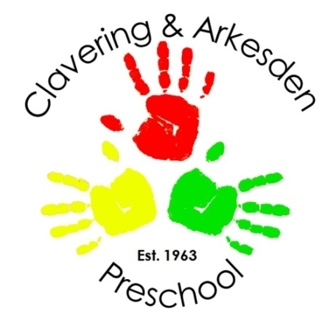 Clavering & Arkesden
Est. 1963
Preschool